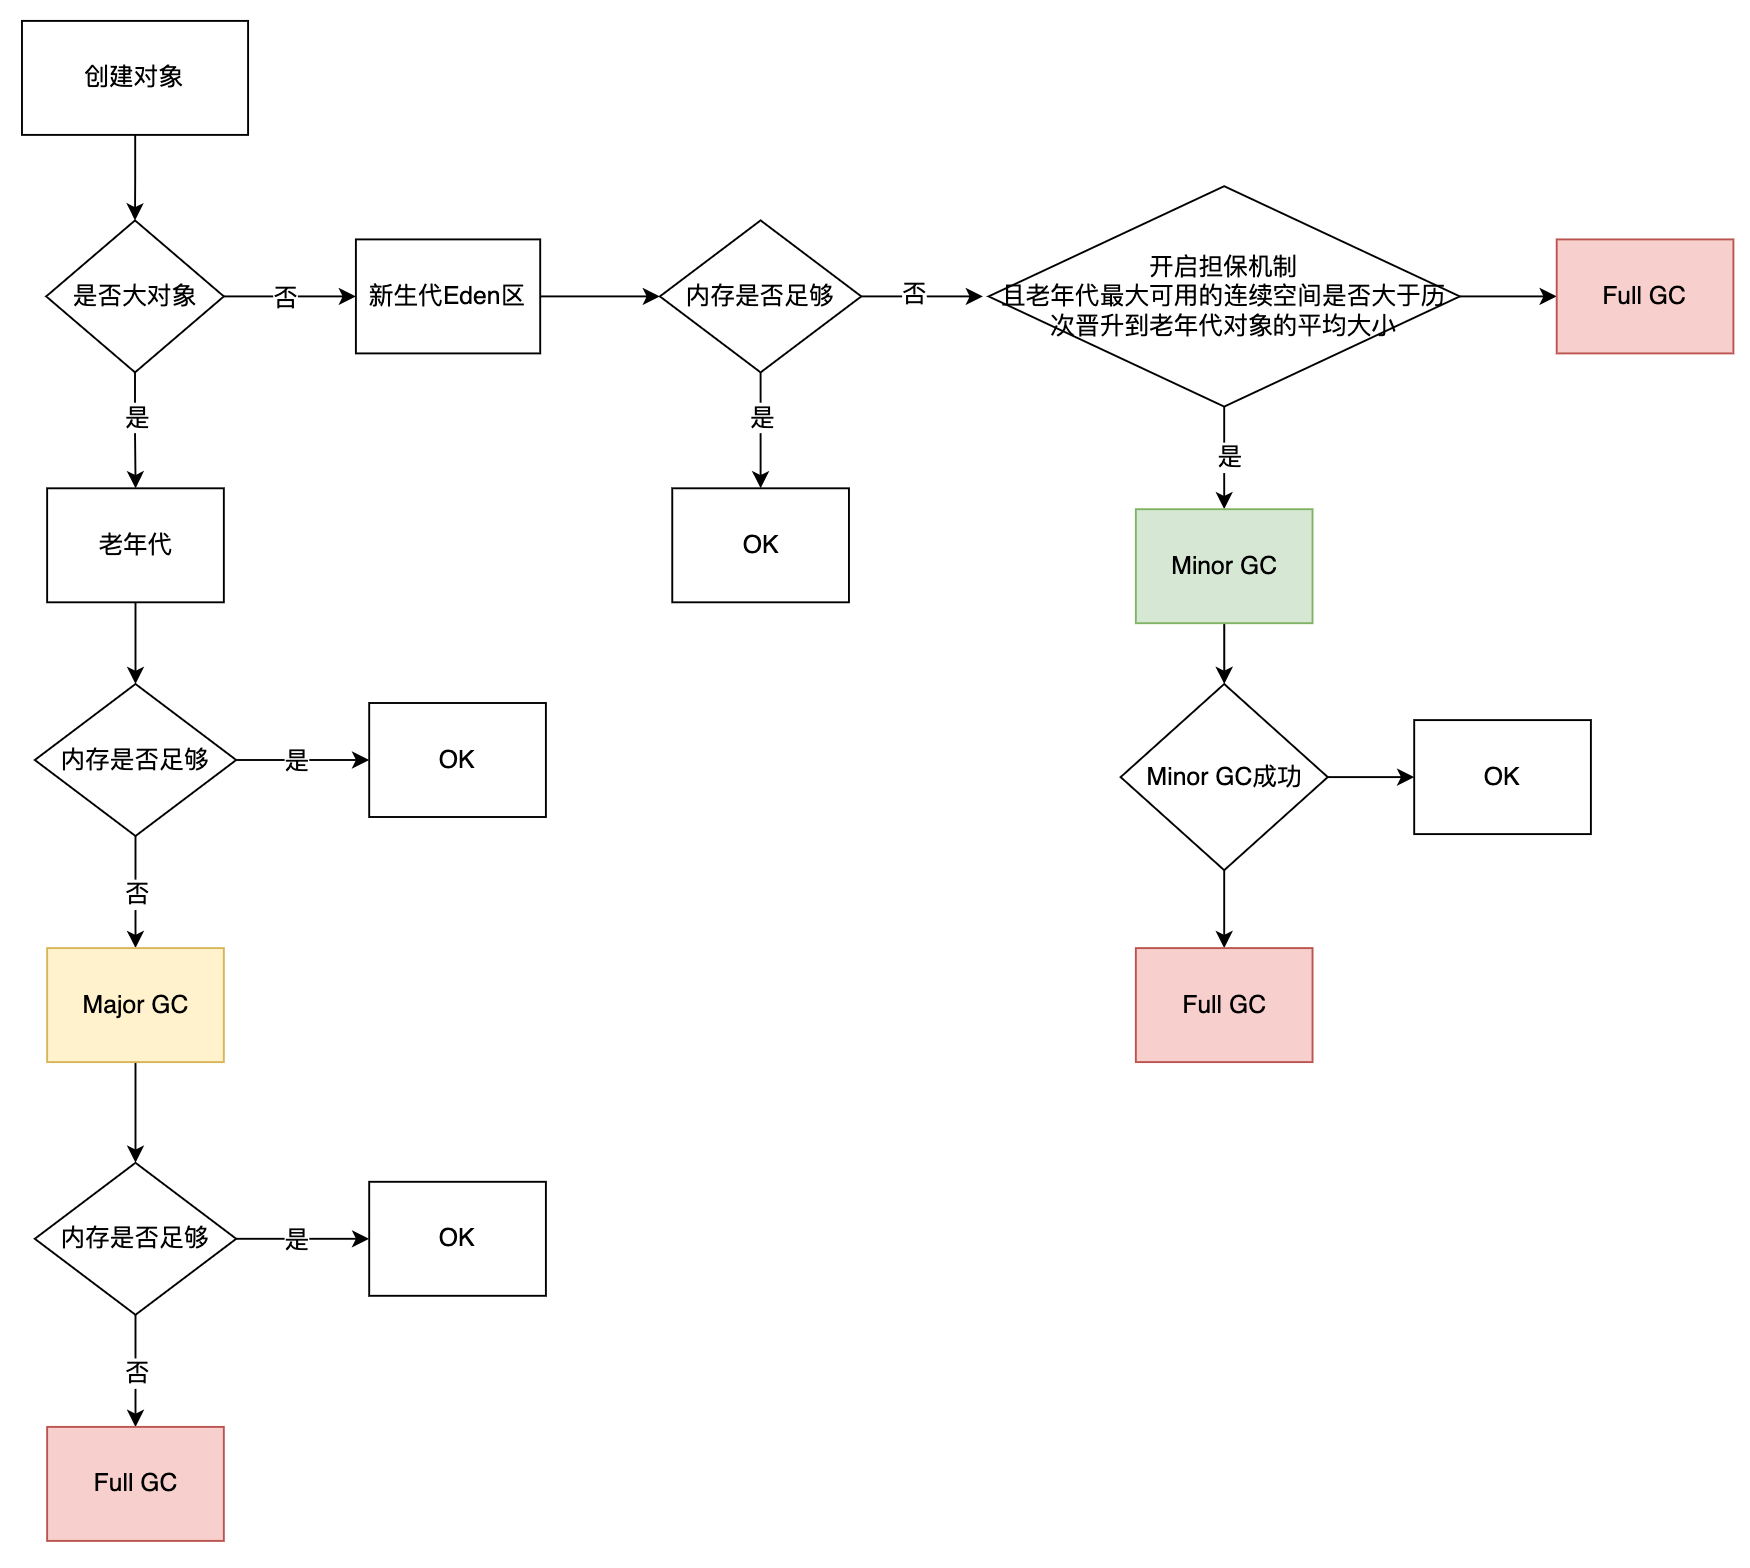 创建对象
是否大对象
否
新生代Eden区
内存是否足够
否
开启担保机制
且老年代最大可用的连续空间是否大于历
次晋升到老年代对象的平均大小
Full GC
是
是
是
老年代
OK
Minor GC
内存是否足够
是
OK
Minor GC成功
OK
否
Major GC
Full GC
内存是否足够
是
OK
否
Full GC